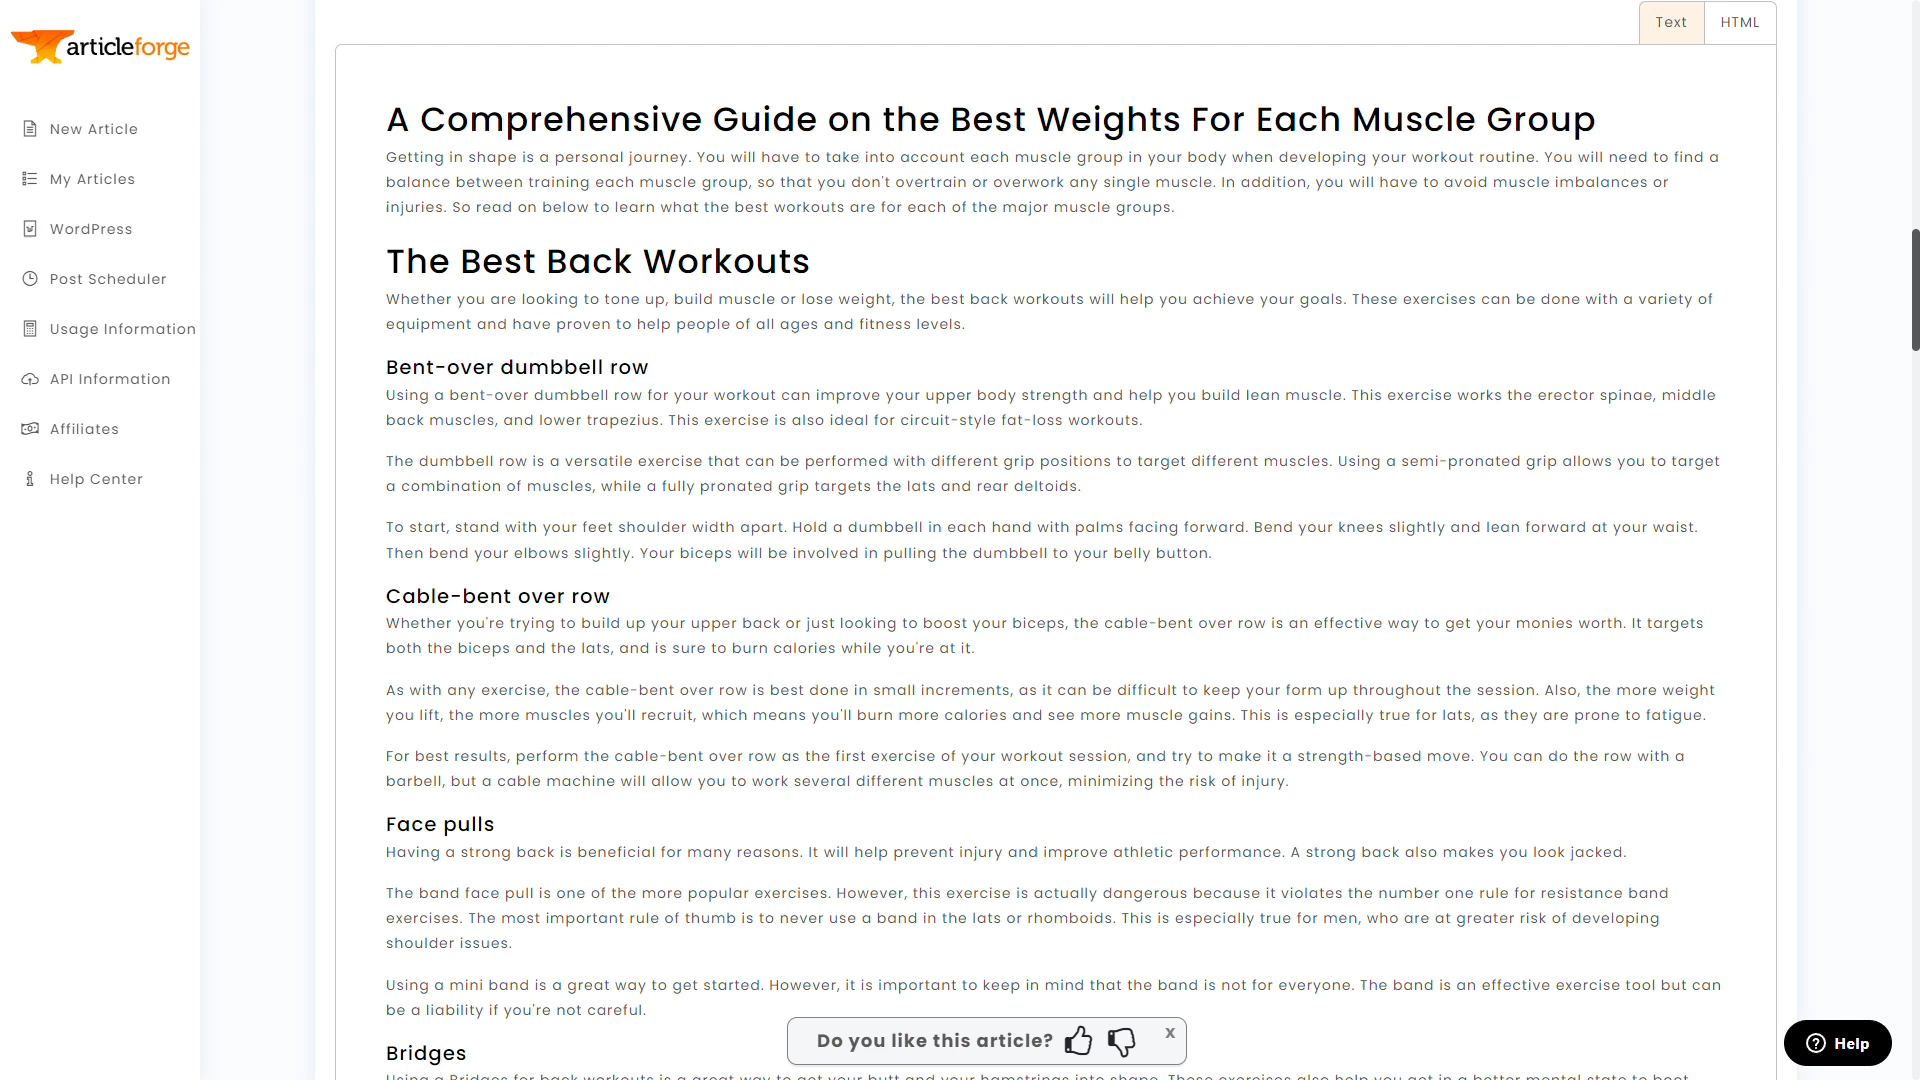 articleforge
New Article
My Articles
WordPress
Post Scheduler
Usage Information
API Information
Affiliates
Help Center
Text
HTML
A Comprehensive Guide on the Best Weights For Each Muscle Group
Getting in shape is a personal journey. You will have to take into account each muscle group in your body when developing your workout routine. You will need to find a
balance between training each muscle group, so that you don't overtrain or overwork any single muscle. In addition, you will have to avoid muscle imbalances or
injuries. So read on below to learn what the best workouts are for each of the major muscle groups.
The Best Back Workouts
Whether you are looking to tone up, build muscle or lose weight, the best back workouts will help you achieve your goals. These exercises can be done with a variety of
equipment and have proven to help people of all ages and fitness levels.
Bent-over dumbbell row
Using a bent-over dumbbell row for your workout can improve your upper body strength and help you build lean muscle. This exercise works the erector spinae, middle
back muscles, and lower trapezius. This exercise is also ideal for circuit-style fat-loss workouts.
The dumbbell row is a versatile exercise that can be performed with different grip positions to target different muscles. Using a semi-pronated grip allows you to target
a combination of muscles, while a fully pronated grip targets the lats and rear deltoids.
To start, stand with your feet shoulder width apart. Hold a dumbbell in each hand with palms facing forward. Bend your knees slightly and lean forward at your waist.
Then bend your elbows slightly. Your biceps will be involved in pulling the dumbbell to your belly button.
Cable-bent over row
Whether you're trying to build up your upper back or just looking to boost your biceps, the cable-bent over row is an effective way to get your monies worth. It targets
both the biceps and the lats, and is sure to burn calories while you're at it.
As with any exercise, the cable-bent over row is best done in small increments, as it can be difficult to keep your form up throughout the session. Also, the more weight
you lift, the more muscles you'll recruit, which means you'll burn more calories and see more muscle gains. This is especially true for lats, as they are prone to fatigue.
For best results, perform the cable-bent over row as the first exercise of your workout session, and try to make it a strength-based move. You can do the row with a
barbell, but a cable machine will allow you to work several different muscles at once, minimizing the risk of injury.
Face pulls
Having a strong back is beneficial for many reasons. It will help prevent injury and improve athletic performance. A strong back also makes you look jacked.
The band face pull is one of the more popular exercises. However, this exercise is actually dangerous because it violates the number one rule for resistance band
exercises. The most important rule of thumb is to never use a band in the lats or rhomboids. This is especially true for men, who are at greater risk of developing
shoulder issues.
Using a mini band is a great way to get started. However, it is important to keep in mind that the band is not for everyone. The band is an effective exercise tool but can
be a liability if you're not careful.
Bridges
Using a Bridges for back workouts is a great way to get your butt and your hamstrings into shape. These exercises also help you get in a better mental state to boot
Do you like this article?
x
Help